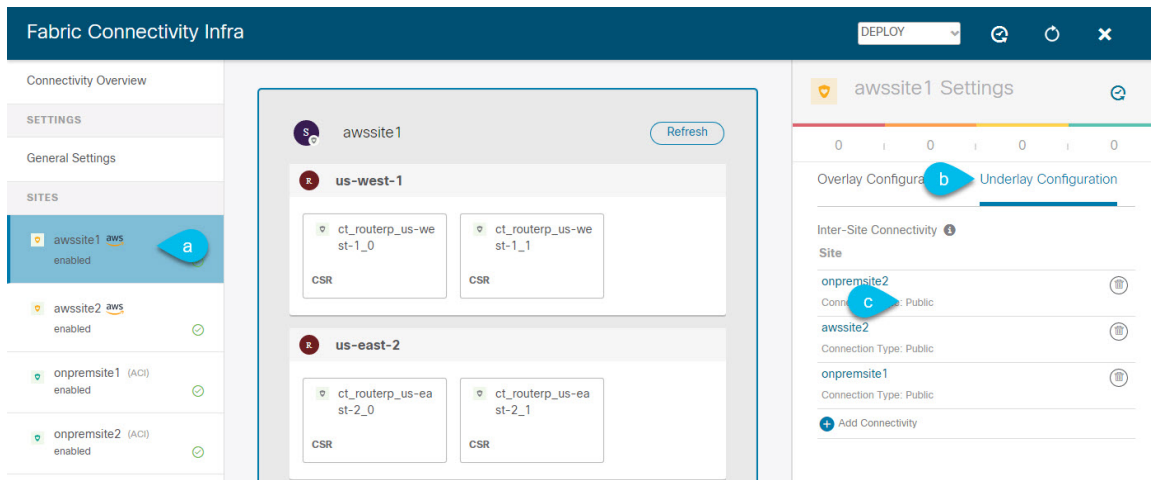 Fabric Connectivity Infra
DEPLOY
Connectivity Overview
SETTINGS
General Settings
SITES
awssite1 aws
enabled
a
awssite2 aws
enabled
onpremsite1 (ACI)
enabled
onpremsite2 (ACI)
enabled
S
awssite1
Refresh
R us-west-1
ct_routerp_us-we
st-1_0
CSR
ct_routerp_us-we
st-1_1
CSR
R us-east-2
ct_routerp_us-ea
st-2_0
CSR
ct_routerp_us-ea
st-2_1
CSR
awssite1 Settings
0 0 0 0
Overlay Configura b Underlay Configuration
Inter-Site Connectivity i
Site
onpremsite2
c Public
awssite2
Connection Type: Public
onpremsite1
Connection Type: Public
Add Connectivity